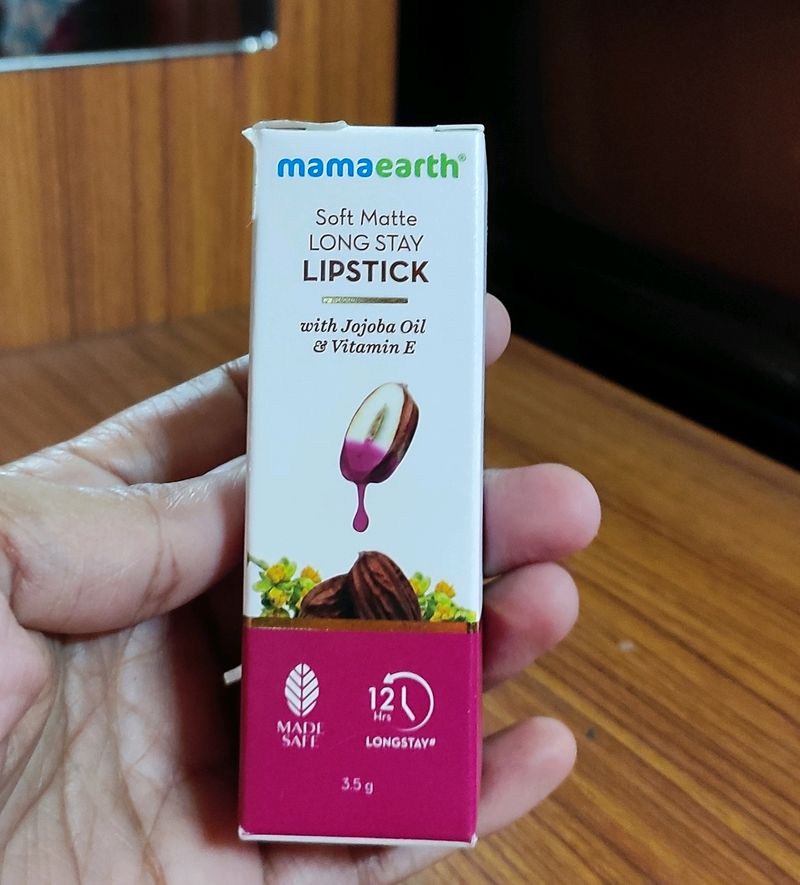 mamaearth®
Soft Matte
LONG STAY
LIPSTICK
with Jojoba Oil
& Vitamin E
MADE
SAFE
12
Hrs
LONGSTAY#
3.5 g